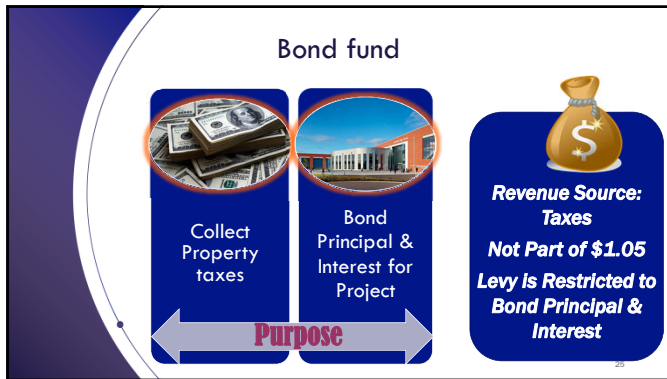 Bond fund
Collect
Property
taxes
Bond
Principal &
Interest for
Project
Purpose
$
Revenue Source:
Taxes
Not Part of $1.05
Levy is Restricted to
Bond Principal &
Interest
25